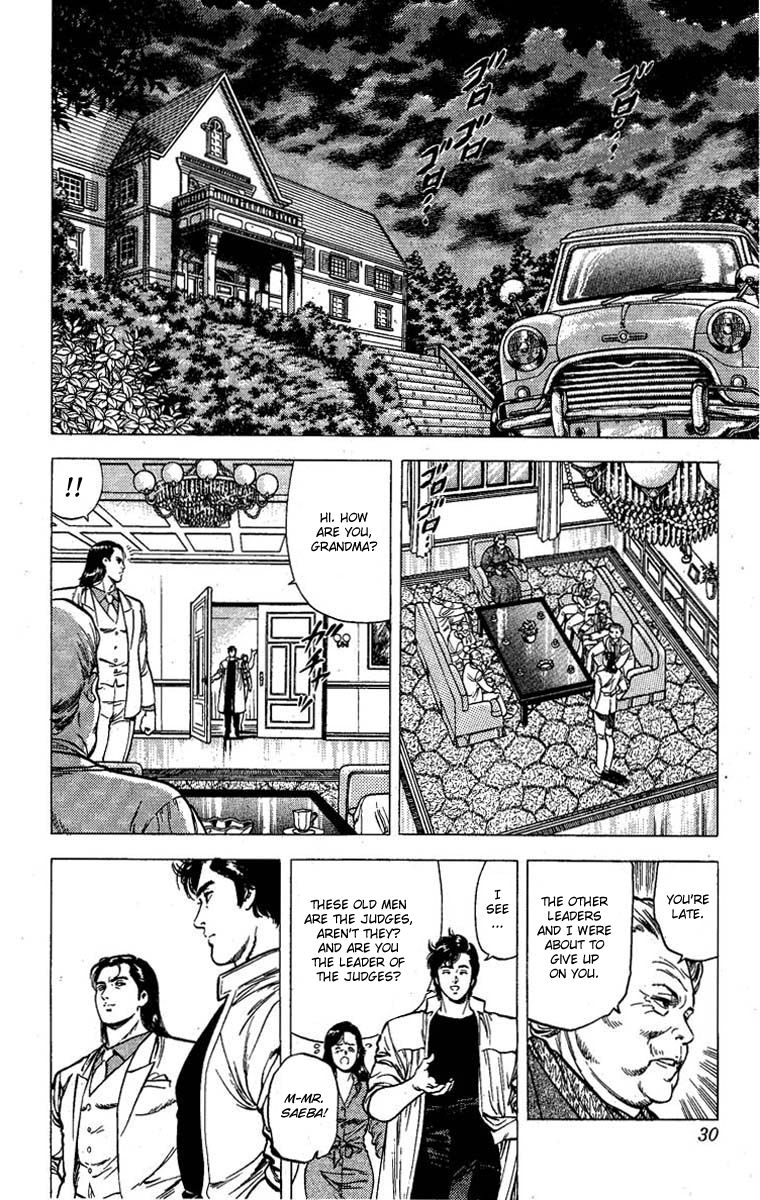 ゴロゴロ…
ゴロゴロ…
ゴロ…
ゴロゴロ…
HI. HOW
ARE YOU,
GRANDMA?
!!
ガチャ
YOU'RE
LATE.
THE OTHER
LEADERS
AND I WERE
ABOUT TO
GIVE UP
ON YOU.
I
SEE
...
THESE OLD MEN
ARE THE JUDGES,
AREN'T THEY?
AND ARE YOU
THE LEADER OF
THE JUDGES?
M-MR.
SAEBA!
30